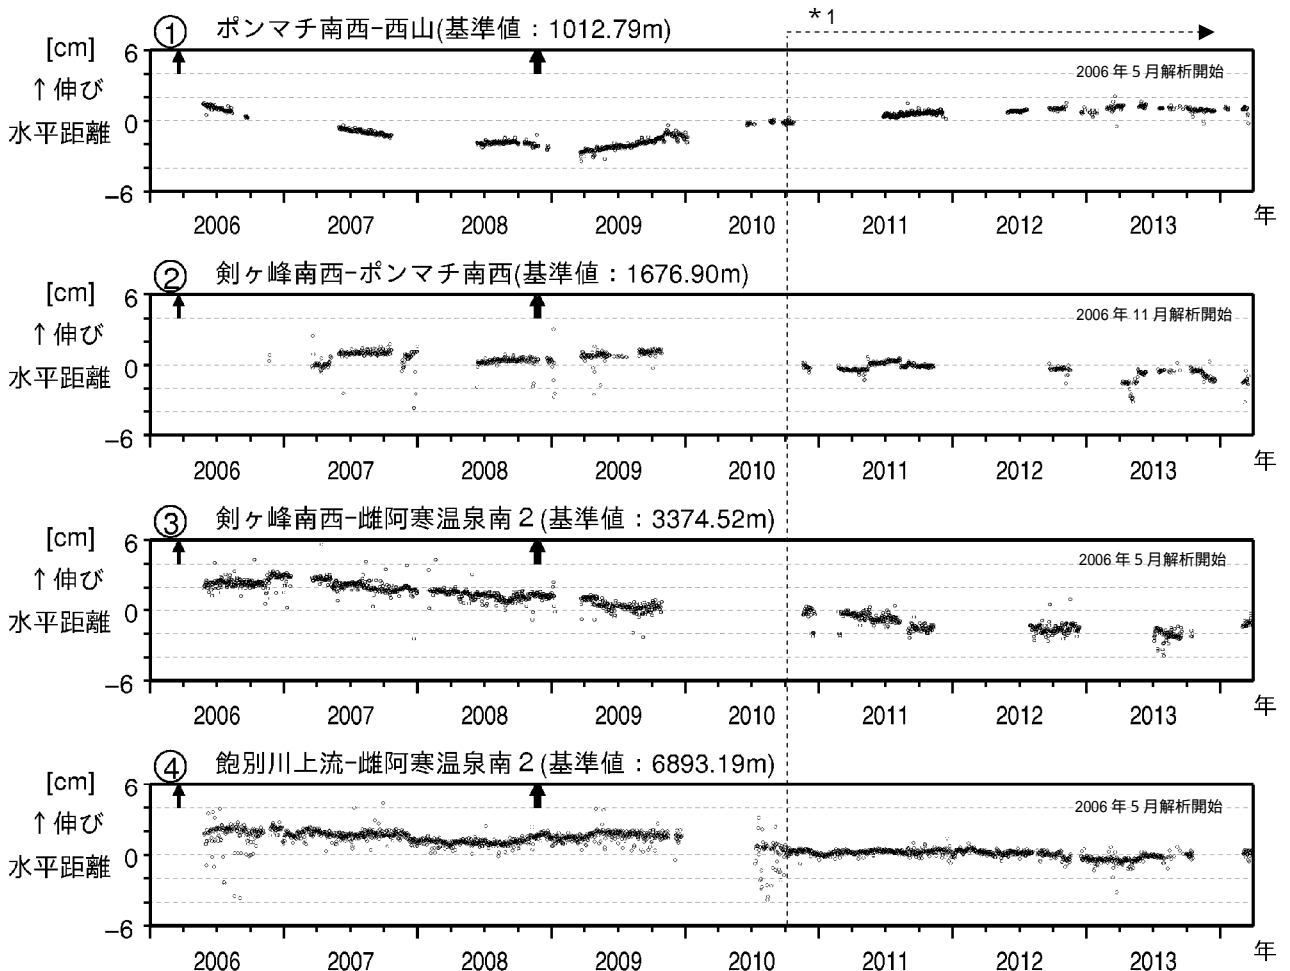 *1
① ポンマチ南西−西山(基準値：1012.79m)
[cm]
↑伸び
水平距離
6
0
−6
2006年5月解析開始
2006 2007 2008 2009 2010 2011 2012 2013 年
② 剣ヶ峰南西−ポンマチ南西(基準値：1676.90m)
[cm]
↑伸び
水平距離
6
0
−6
2006年11月解析開始
2006 2007 2008 2009 2010 2011 2012 2013 年
③ 剣ヶ峰南西−雌阿寒温泉南２(基準値：3374.52m)
[cm]
↑伸び
水平距離
6
0
−6
2006年5月解析開始
2006 2007 2008 2009 2010 2011 2012 2013 年
④ 飽別川上流−雌阿寒温泉南２(基準値：6893.19m)
[cm]
↑伸び
水平距離
6
0
−6
2006年5月解析開始
2006 2007 2008 2009 2010 2011 2012 2013 年